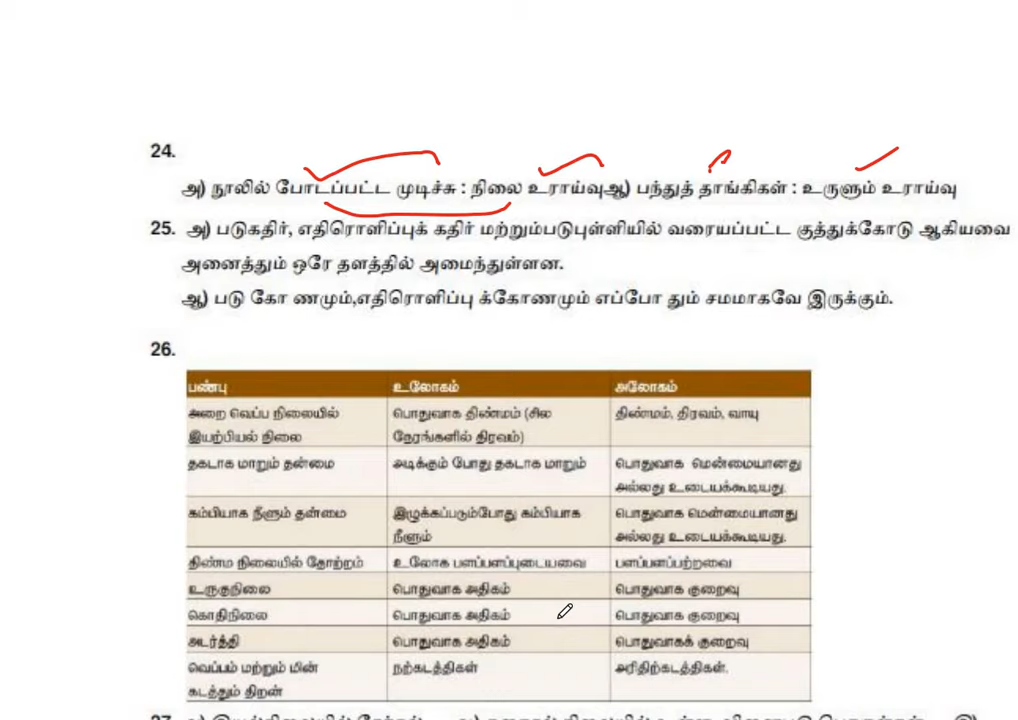 24.
அ) நூலில் போடப்பட்ட முடிச்சு : நிலை உராய்வுஆ) பந்துத் தாங்கிகள் : உருளும் உராய்வு
25. அ) படுகதிர், எதிரொளிப்புக் கதிர் மற்றும்படுபுள்ளியில் வரையப்பட்ட குத்துக்கோடு ஆகியவை
அனைத்தும் ஒரே தளத்தில் அமைந்துள்ளன.
ஆ) படு கோ ணமும்,எதிரொளிப்பு க்கோணமும் எப்போ தும் சமமாகவே இருக்கும்.
26.
பண்பு உலோகம் அலோகம்
அறை வெப்ப நிலையில் பொதுவாக திண்மம் (சில திண்மம், திரவம், வாயு
இயற்பியல் நிலை நேரங்களில் திரவம்)
தகடாக மாறும் தன்மை அடிக்கும் போது தகடாக மாறும் பொதுவாக மென்மையானது
அல்லது உடையக்கூடியது.
கம்பியாக நீளும் தன்மை இழுக்கப்படும்போது கம்பியாக பொதுவாக மென்மையானது
நீளும் அல்லது உடையக்கூடியது.
திண்ம நிலையில் தோற்றம் உலோக பளப்பளப்புடையவை பளப்பளப்பற்றவை
உருகுநிலை பொதுவாக அதிகம் பொதுவாக குறைவு
கொதிநிலை பொதுவாக அதிகம் பொதுவாக குறைவு
அடர்த்தி பொதுவாக அதிகம் பொதுவாகக் குறைவு
வெப்பம் மற்றும் மின் நற்கடத்திகள் அரிதிற்கடத்திகள்.
கடத்தும் திறன்